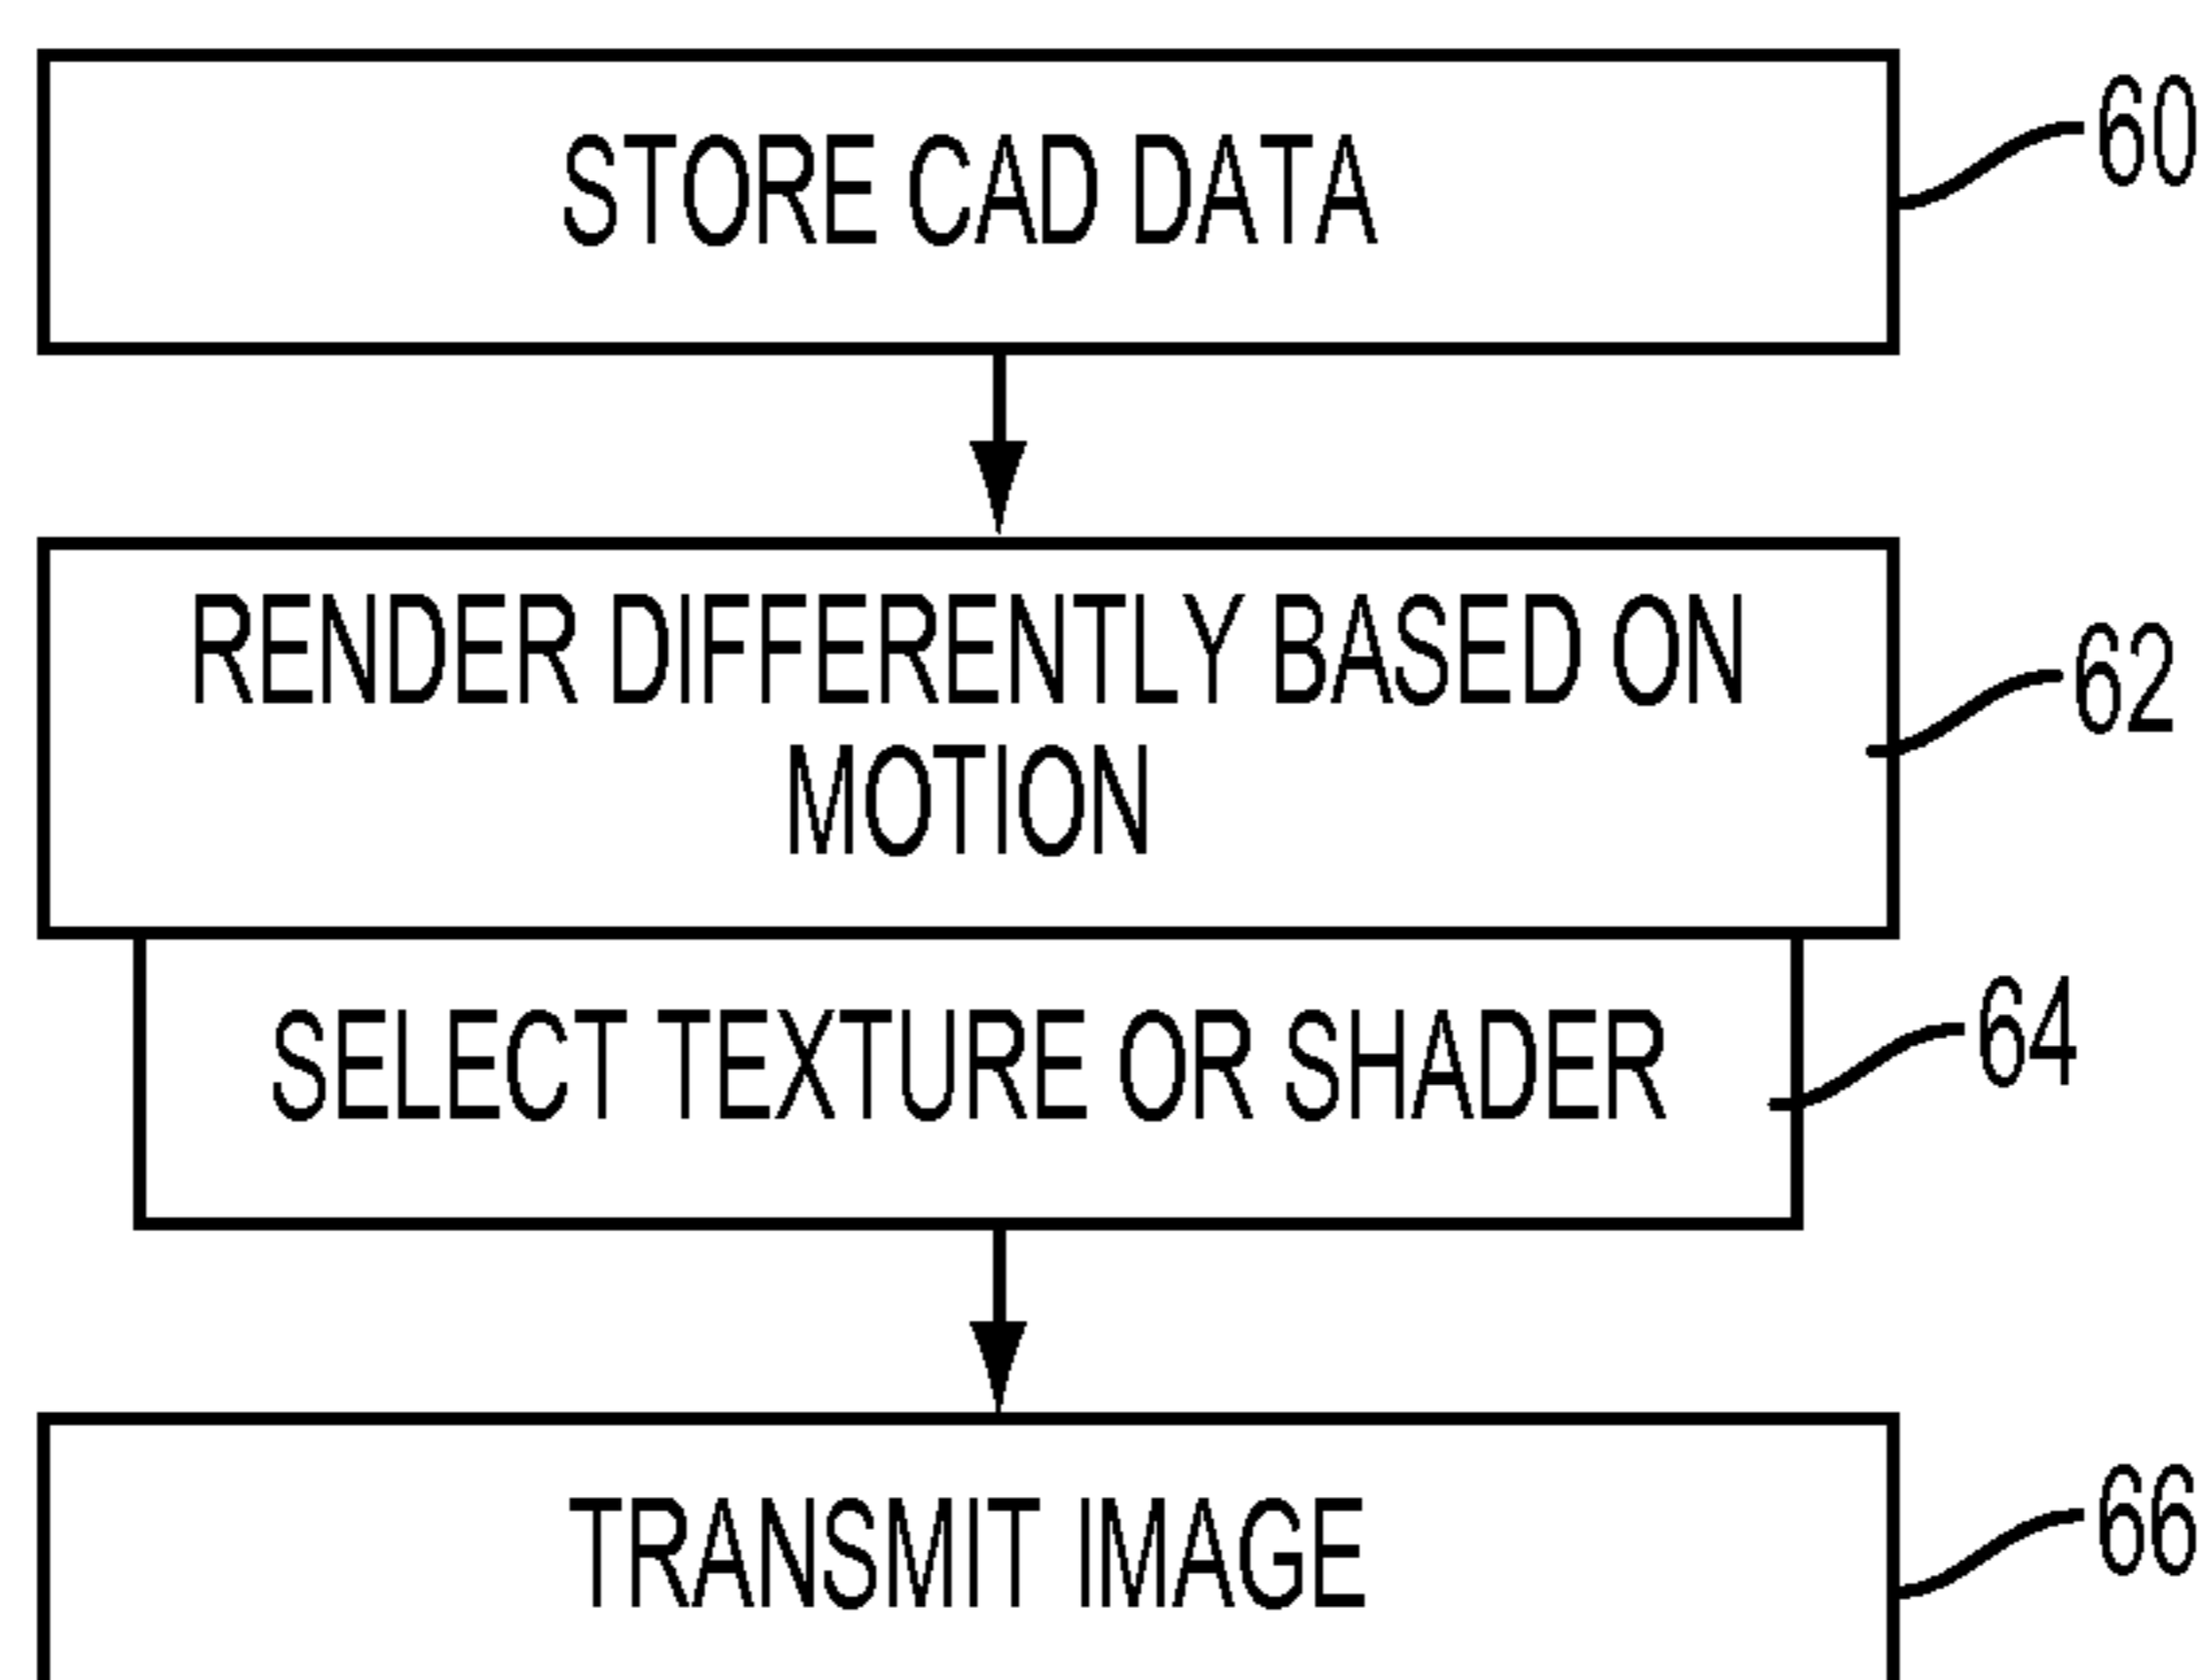 STORE CAD DATA
60
RENDER DIFFERENTLY BASED ON
MOTION
62
SELECT TEXTURE OR SHADER
64
TRANSMIT IMAGE
66